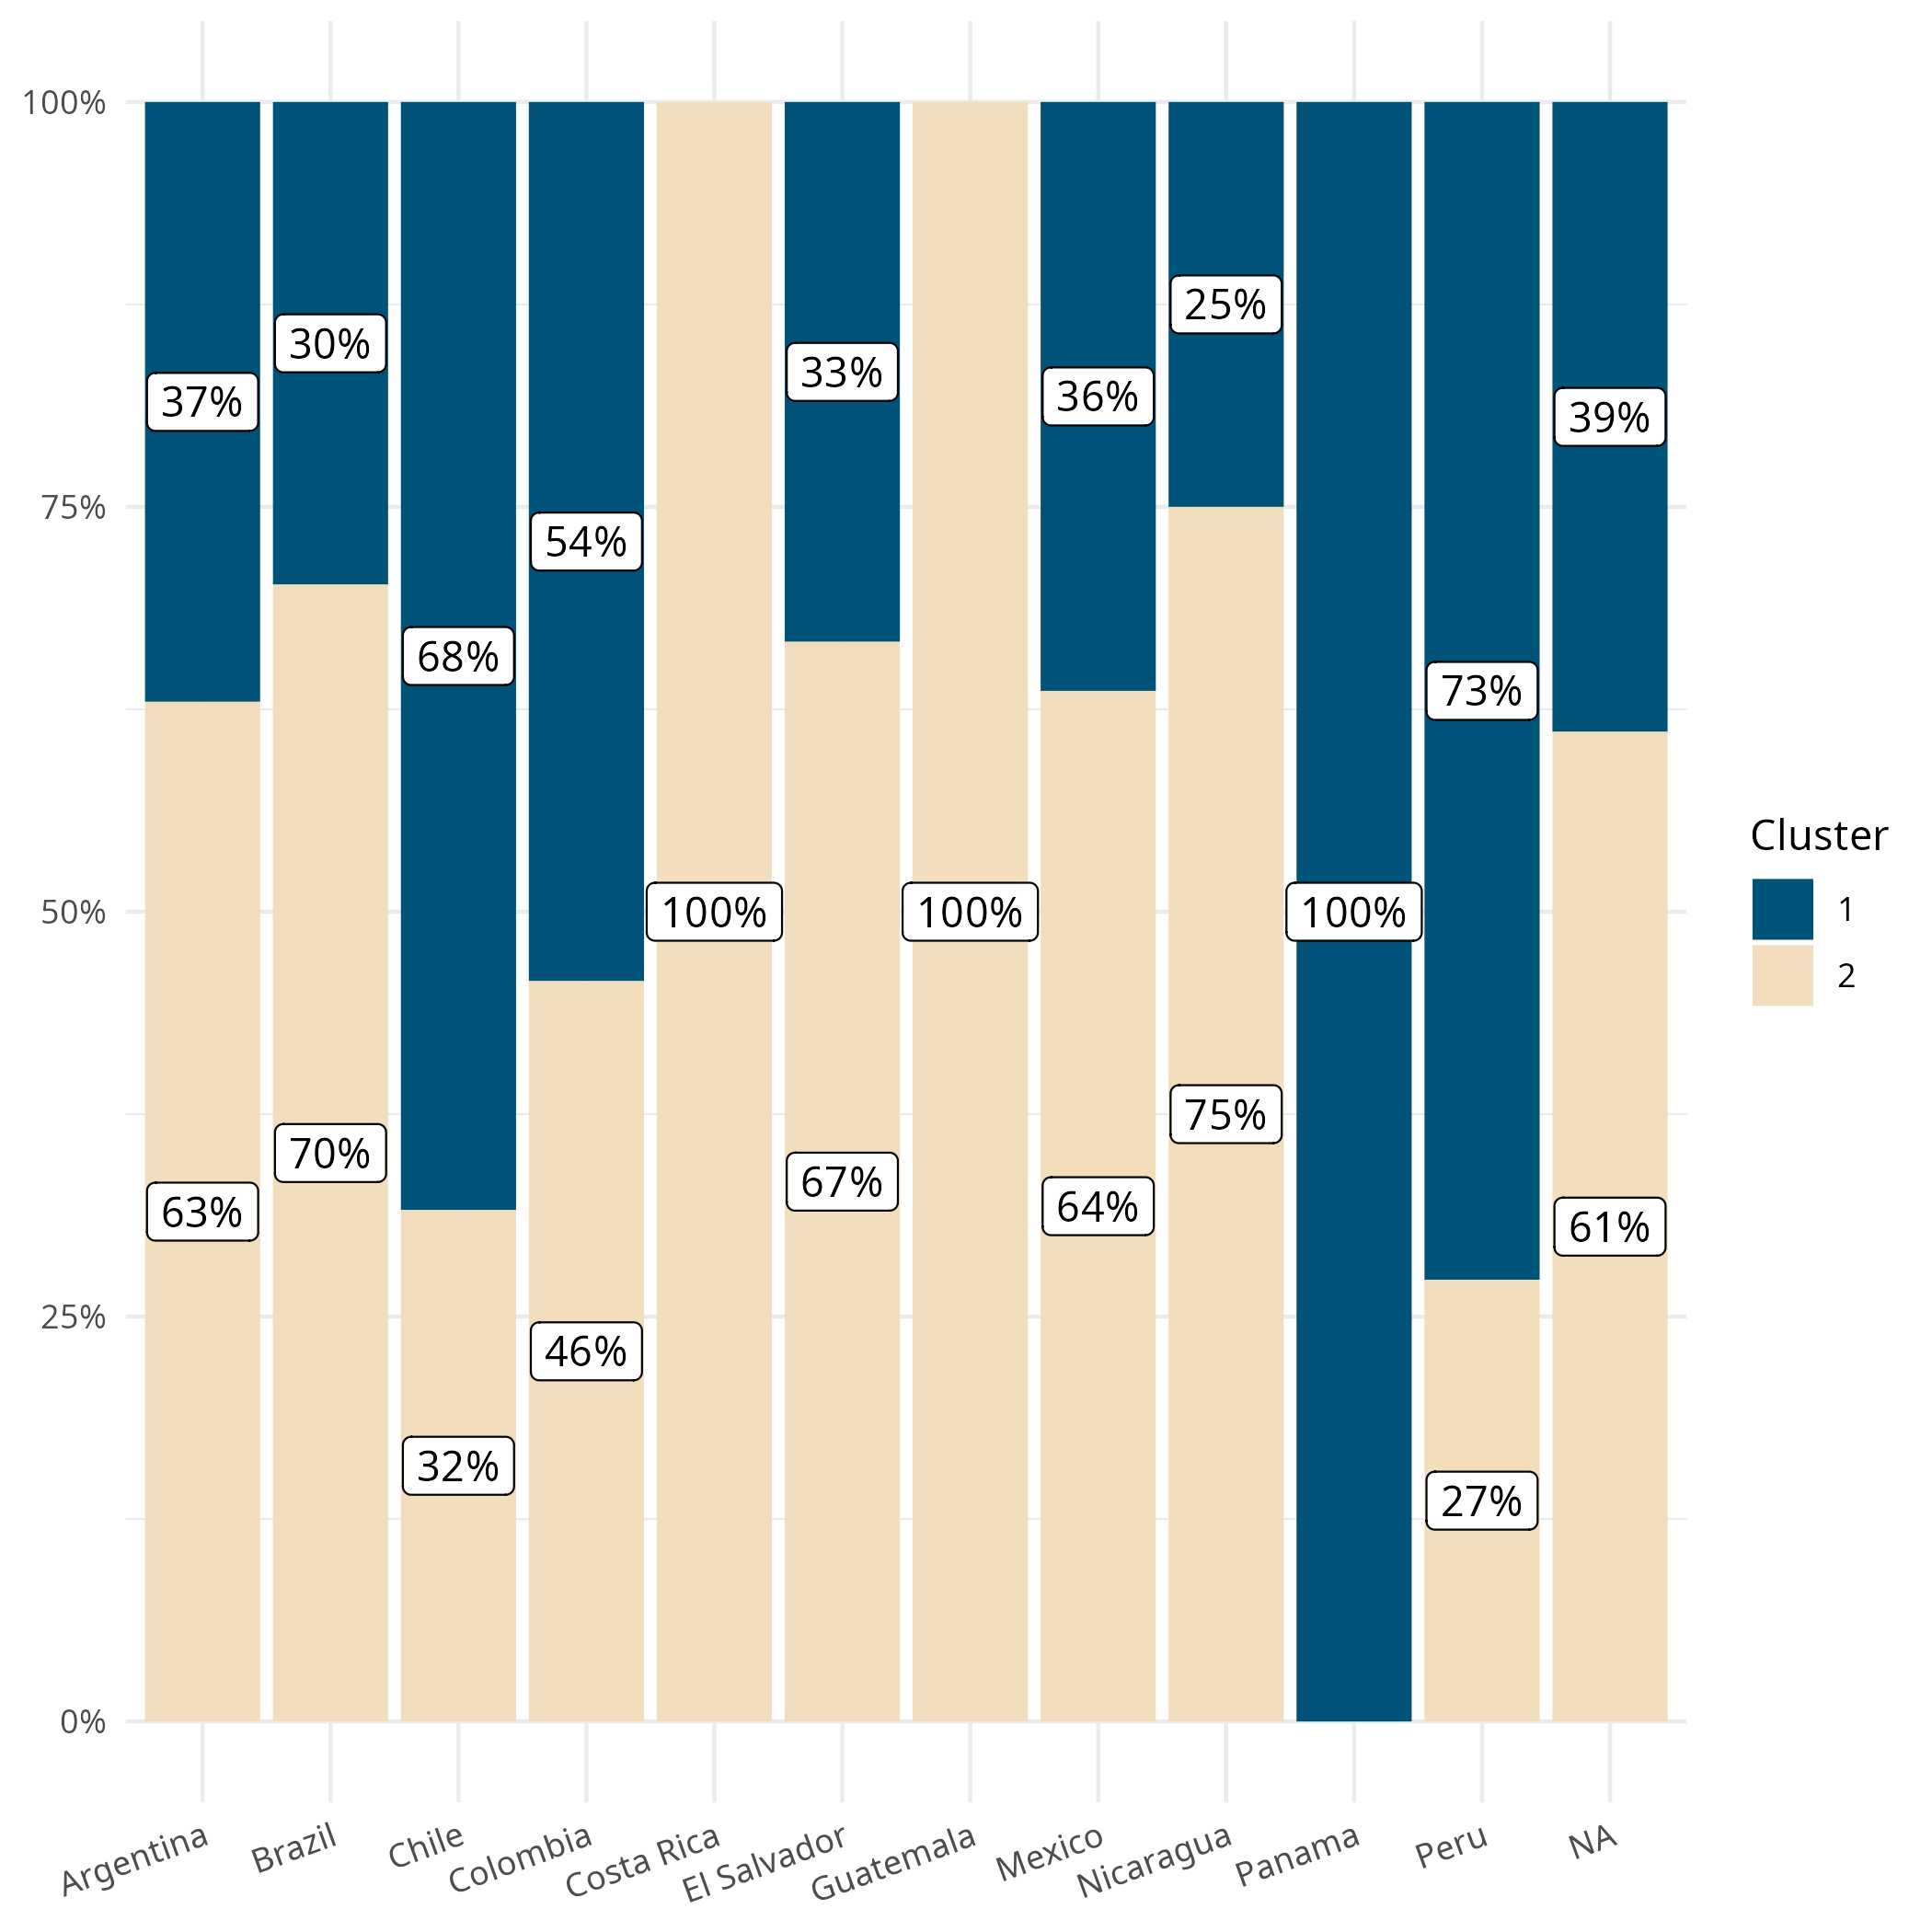 100%
75%
50%
25%
0%
37%
63%
30%
70%
68%
32%
54%
46%
100%
33%
67%
100%
36%
64%
25%
75%
100%
73%
27%
39%
61%
Argentina
Brazil
Chile
Colombia
Costa Rica
El Salvador
Guatemala
Mexico
Nicaragua
Panama
Peru
NA
Cluster
1
2